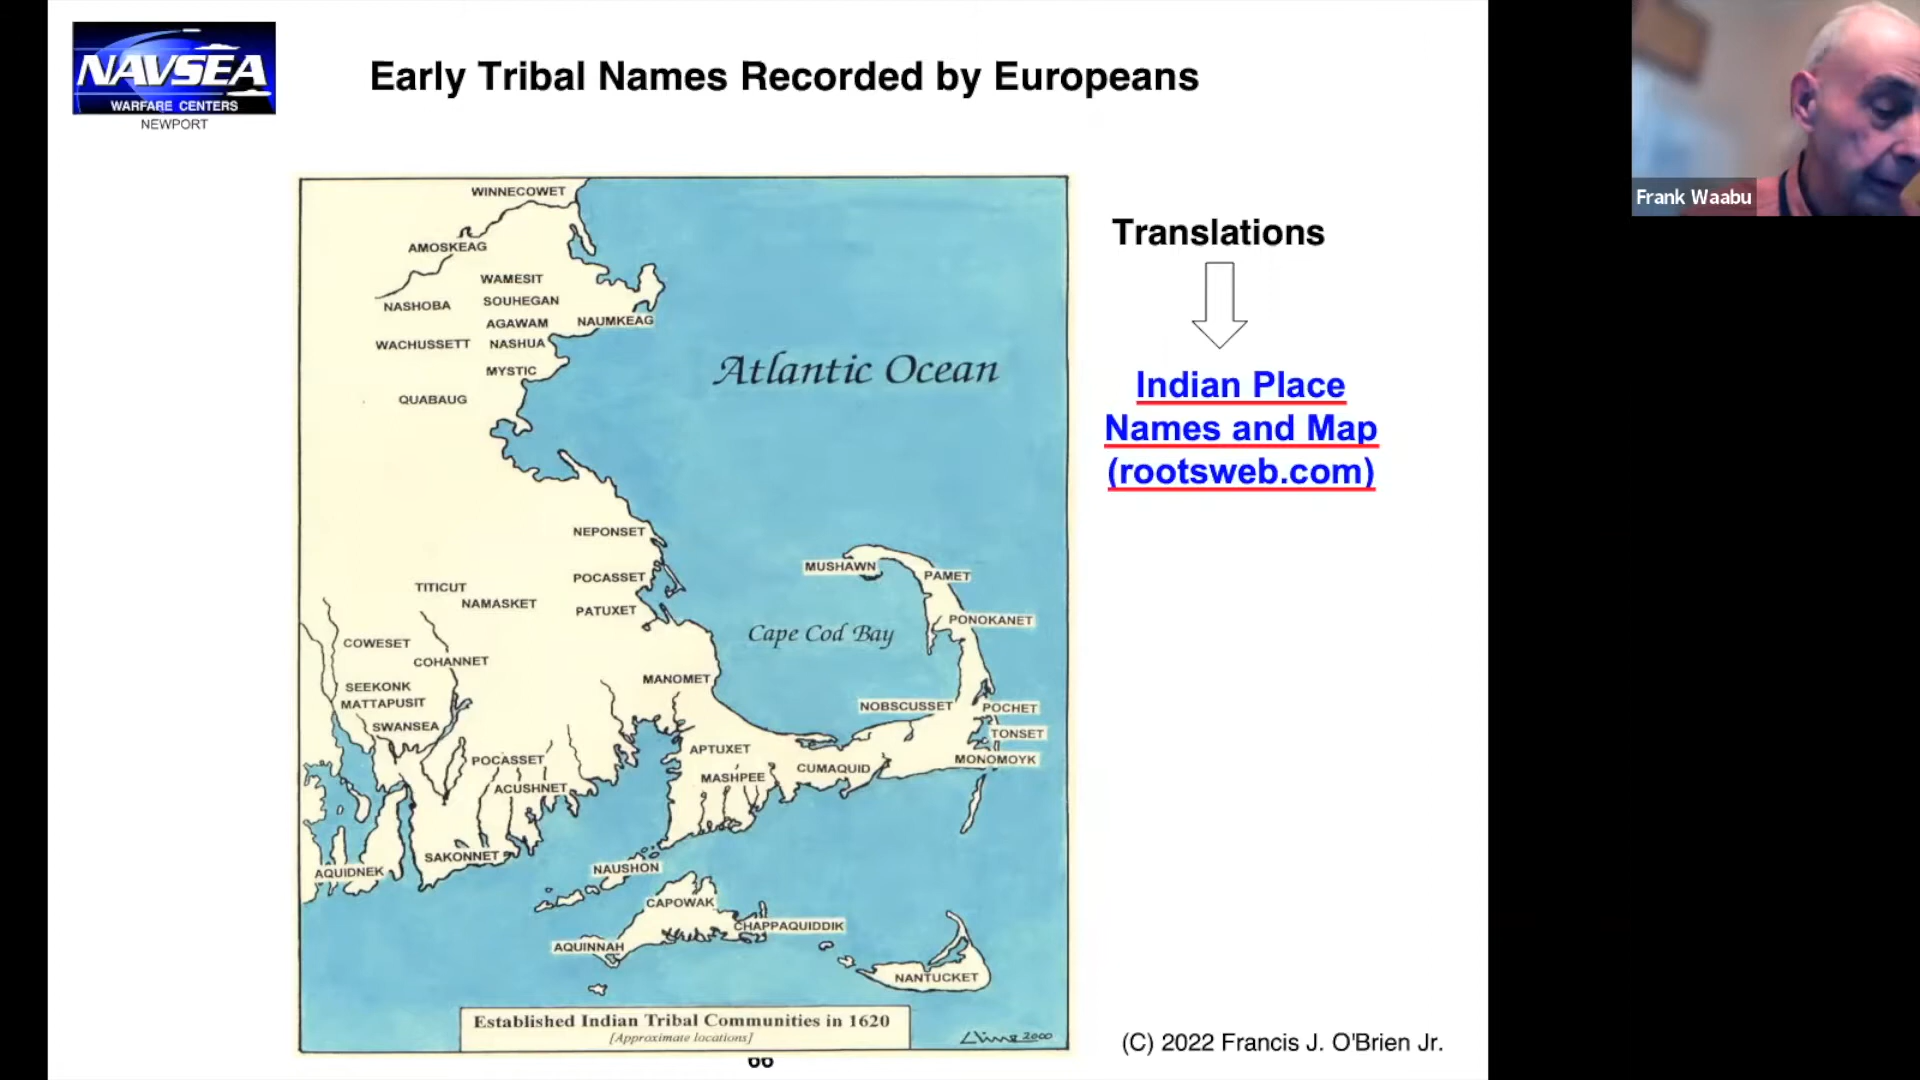 NAVSEA
WARFARE CENTERS
NEWPORT
Early Tribal Names Recorded by Europeans
Frank Waabu
WINNECOWET
AMOSKEAG
WAMESIT
NASHOBA
SOUHEGAN
AGAWAM
NAUMKEAG
WACHUSSETT
NASHUA
MYSTIC
QUABAUG
Atlantic Ocean
NEPONSET
MUSHAWN
PAMET
POCASSET
TITICUT
NAMASKET
PATUXET
PONOKANET
Cape Cod Bay
COWESET
COHANNET
MANOMET
SEEKONK
MATTAPUSIT
NOBSCUSSET
POCHET
SWANSEA
TONSET
APTUXET
POCASSET
MONOMOYK
CUMAQUID
MASHPEE
ACUSHNET
SAKONNET
NAUSHON
AQUIDNEK
CAPOWAK
CHAPPAQUIDDIK
AQUINNAH
NANTUCKET
Established Indian Tribal Communities in 1620
[Approximate locations]
2000
Translations
Indian Place
Names and Map
(rootsweb.com)
(C) 2022 Francis J. O'Brien Jr.